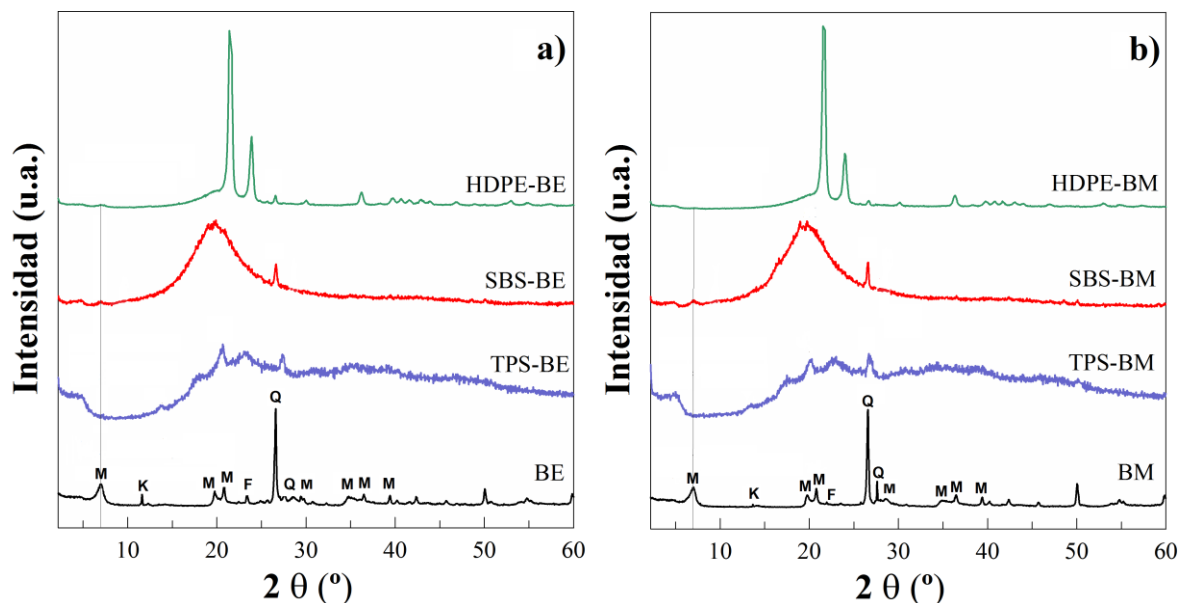 a)
Intensidad (u.a.)
HDPE-BE
SBS-BE
TPS-BE
BE
M
K
M
M
F
Q
Q
M
M
M
M
10 20 30 40 50 60
2 θ (º)
b)
Intensidad (u.a.)
HDPE-BM
SBS-BM
TPS-BM
BM
M
K
M
M
F
Q
Q
M
M
M
M
10 20 30 40 50 60
2 θ (º)